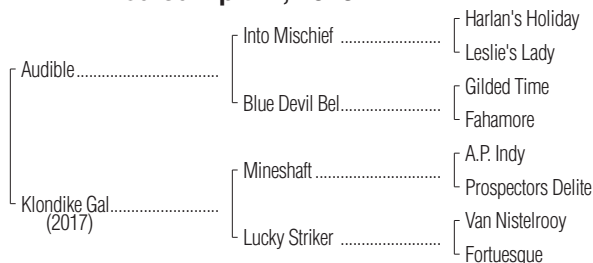 Harlan's Holiday
Into Mischief
Leslie's Lady
Audible
Gilded Time
Blue Devil Bel
Fahamore
A.P. Indy
Mineshaft
Prospectors Delite
Klondike Gal
(2017)
Van Nistelrooy
Lucky Striker
Fortuesque